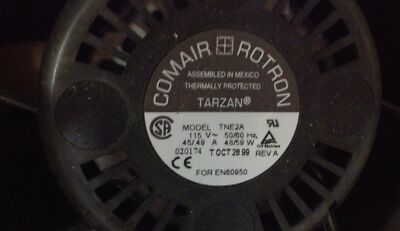 COMAIR ROTRON
ASSEMBLED IN MEXICO
THERMALLY PROTECTED
TARZAN®
MODEL TNE2A
115 V~ 50/60 Hz,
45/.49 A 48/59 W
020174 T OCT 26 99 REV A
CE
FOR EN60950